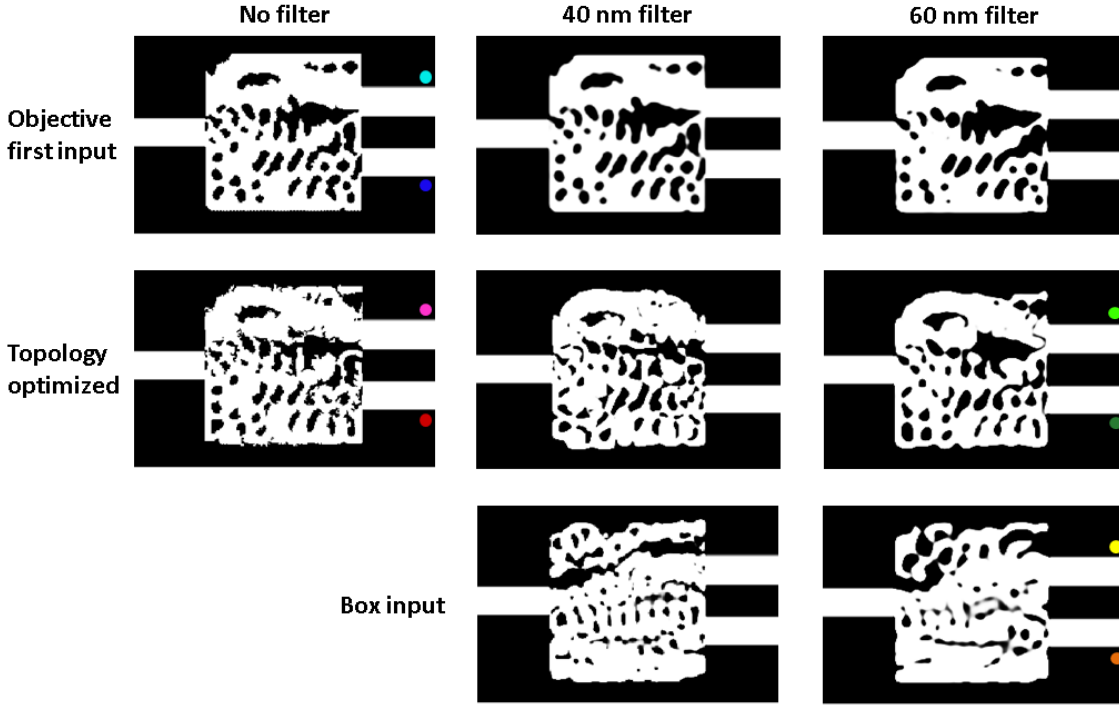 No filter
40 nm filter
60 nm filter
Objective
first input
Topology
optimized
Box input